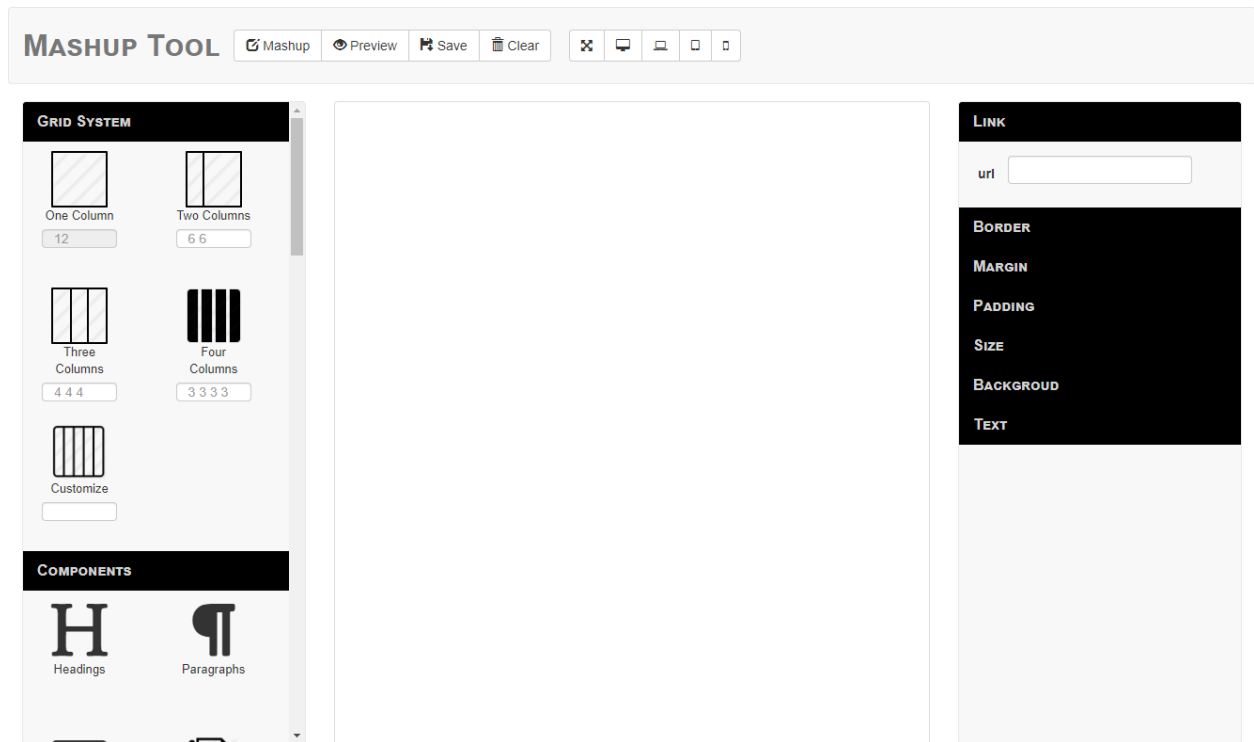 Mashup Tool
Mashup Preview Save Clear
Grid System
One Column Two Columns
12 6 6
Three Columns
Four Columns
4 4 4 3 3 3 3
Customize
Components
H ¶
Headings Paragraphs
Link
url
Border
Margin
Padding
Size
Backgroud
Text